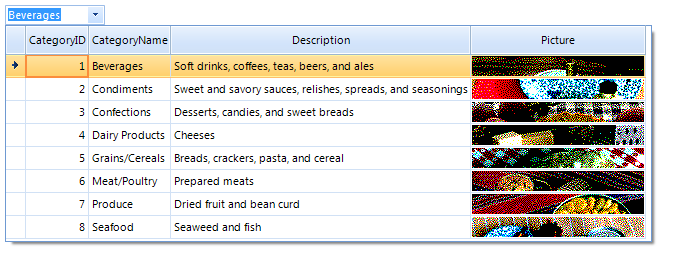 Beverages
CategoryID CategoryName Description Picture
1 Beverages Soft drinks, coffees, teas, beers, and ales
2 Condiments Sweet and savory sauces, relishes, spreads, and seasonings
3 Confections Desserts, candies, and sweet breads
4 Dairy Products Cheeses
5 Grains/Cereals Breads, crackers, pasta, and cereal
6 Meat/Poultry Prepared meats
7 Produce Dried fruit and bean curd
8 Seafood Seaweed and fish